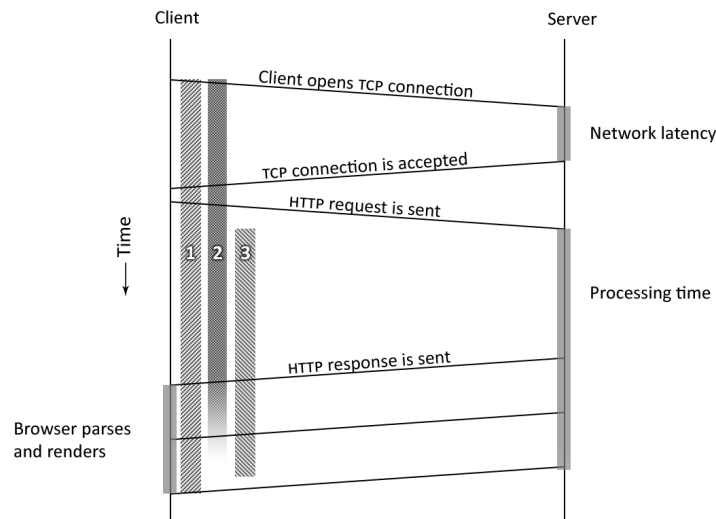 Client
Server
Client opens TCP connection
Network latency
TCP connection is accepted
HTTP request is sent
Time
1
2
3
Processing time
HTTP response is sent
Browser parses
and renders